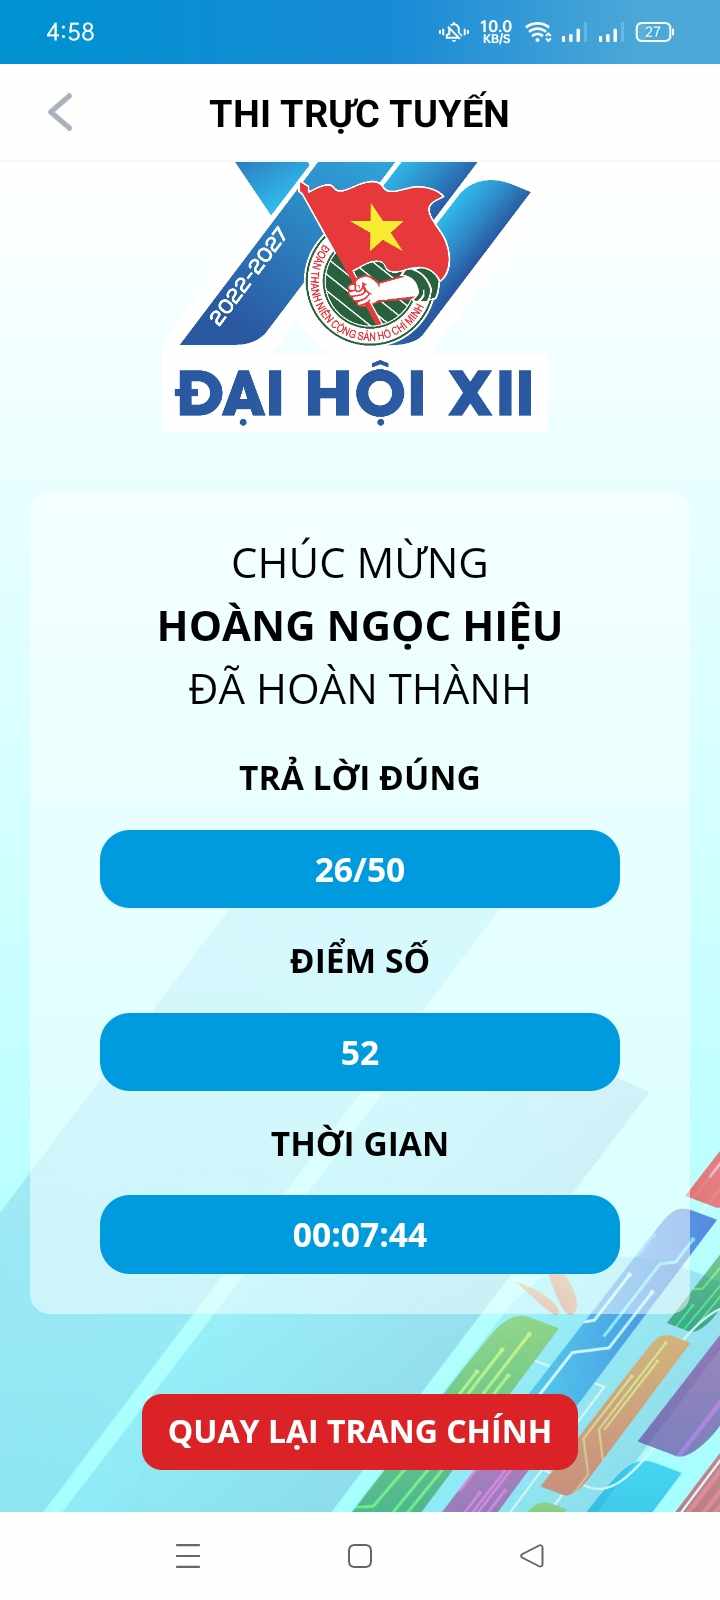 4:58
10.0
KB/S
27
THI TRỰC TUYẾN
2022-2027
ĐOÀN THANH NIÊN CỘNG SẢN HỒ CHÍ MINH
ĐẠI HỘI XII
CHÚC MỪNG
HOÀNG NGỌC HIỆU
ĐÃ HOÀN THÀNH
TRẢ LỜI ĐÚNG
26/50
ĐIỂM SỐ
52
THỜI GIAN
00:07:44
QUAY LẠI TRANG CHÍNH